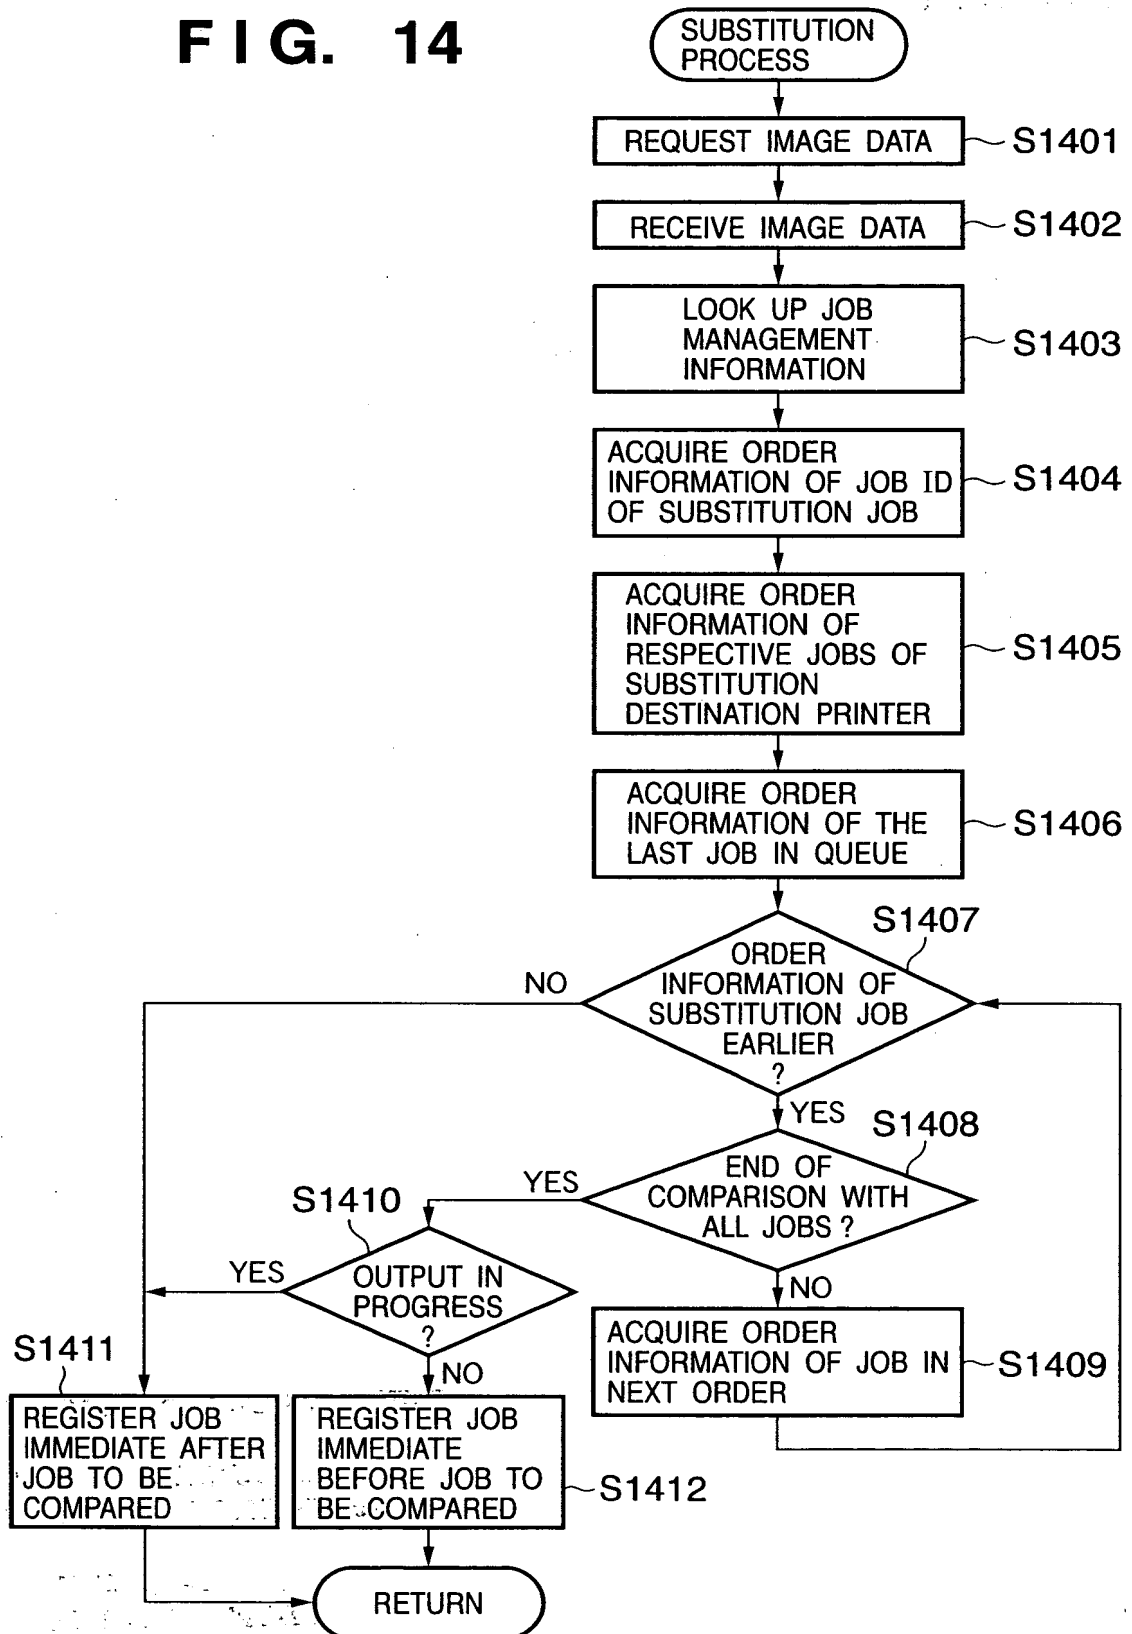 FIG. 14
SUBSTITUTION
PROCESS
REQUEST IMAGE DATA
S1401
RECEIVE IMAGE DATA
S1402
LOOK UP JOB
MANAGEMENT
INFORMATION
S1403
ACQUIRE ORDER
INFORMATION OF JOB ID
OF SUBSTITUTION JOB
S1404
ACQUIRE ORDER
INFORMATION OF
RESPECTIVE JOBS OF
SUBSTITUTION
DESTINATION PRINTER
S1405
ACQUIRE ORDER
INFORMATION OF THE
LAST JOB IN QUEUE
S1406
S1407
ORDER
INFORMATION OF
SUBSTITUTION JOB
EARLIER
?
NO
YES
S1408
END OF
COMPARISON WITH
ALL JOBS ?
YES
NO
S1410
OUTPUT IN
PROGRESS
?
YES
NO
ACQUIRE ORDER
INFORMATION OF JOB IN
NEXT ORDER
S1409
S1411
REGISTER JOB
IMMEDIATE AFTER
JOB TO BE
COMPARED
REGISTER JOB
IMMEDIATE
BEFORE JOB TO
BE COMPARED
S1412
RETURN